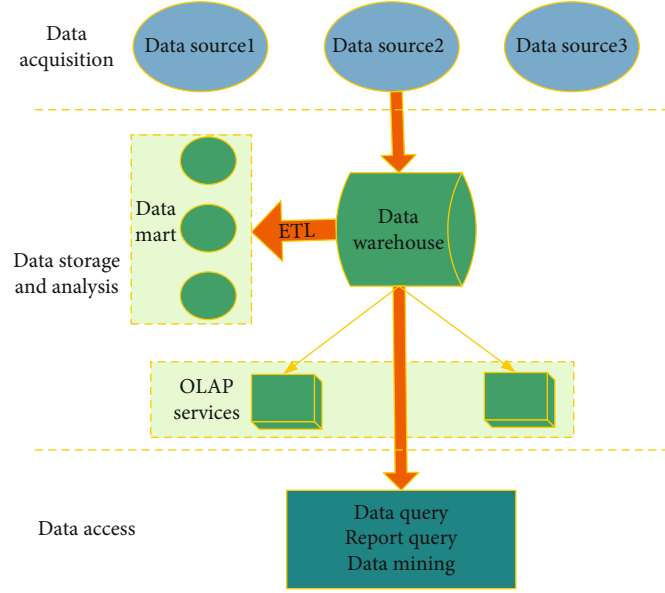 Data
acquisition
Data source1
Data source2
Data source3
Data storage
and analysis
Data
mart
ETL
Data
warehouse
OLAP
services
Data access
Data query
Report query
Data mining